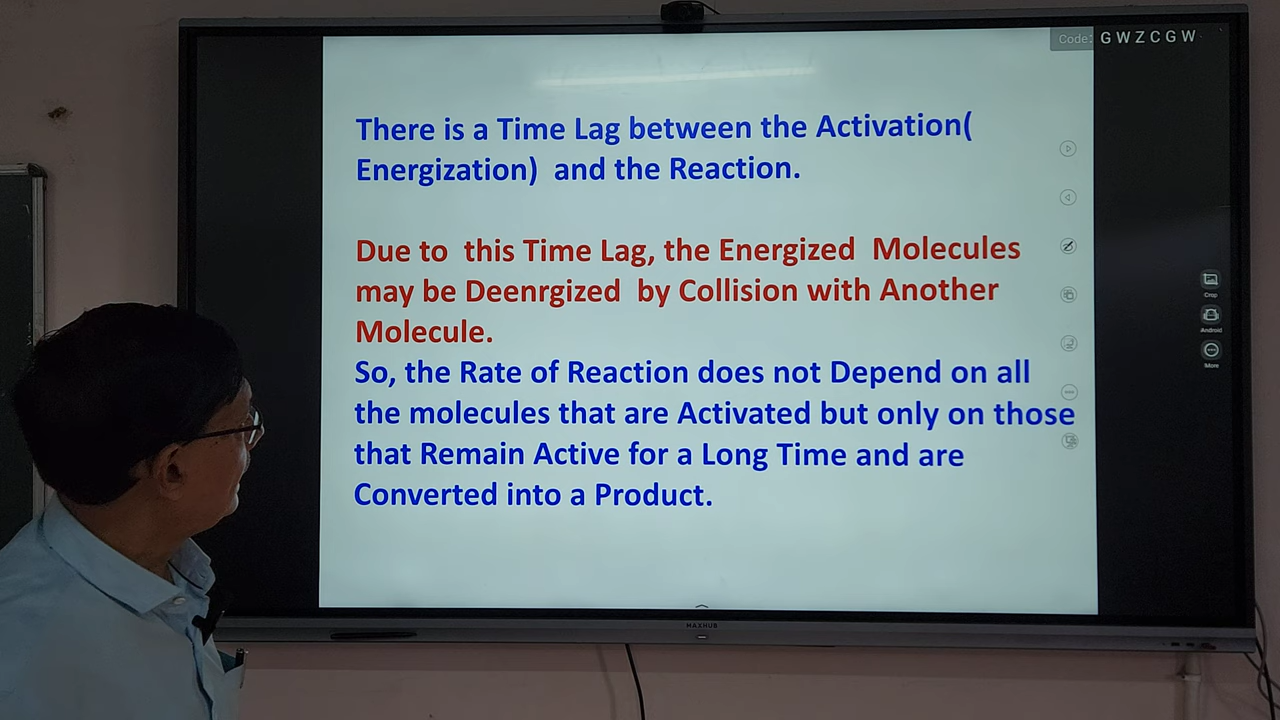 Code: G W Z C G W
There is a Time Lag between the Activation(
Energization)  and the Reaction.
Due to  this Time Lag, the Energized  Molecules
may be Deenrgized  by Collision with Another
Molecule.
So, the Rate of Reaction does not Depend on all
the molecules that are Activated but only on those
that Remain Active for a Long Time and are
Converted into a Product.
Crop
Android
More
MAXHUB